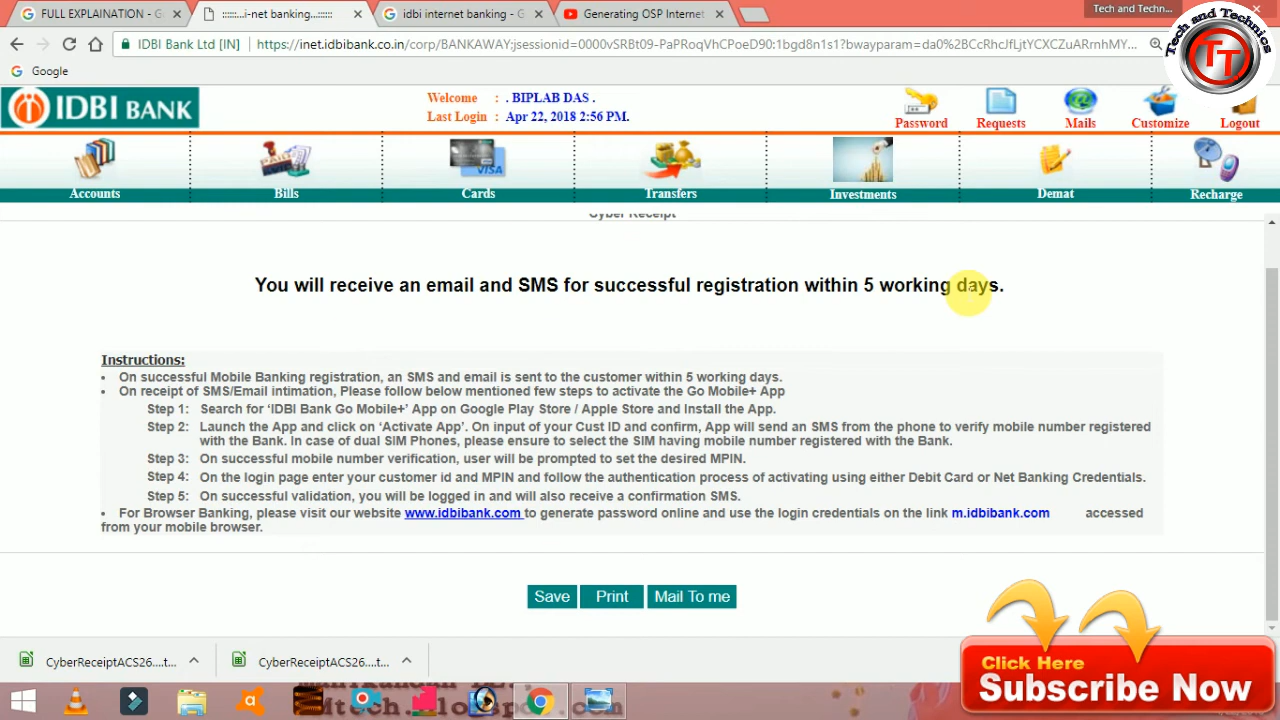 FULL EXPLAINATION - G
:::::::..i-net banking..:::::::
idbi internet banking - G
Generating OSP Internet
Tech and Techn...
IDBI Bank Ltd [IN]
https://inet.idbibank.co.in/corp/BANKAWAY;jsessionid=0000vSRBt09-PaPRoqVhCPoeD90:1bgd8n1s1?bwayparam=da0%2BCcRhcJfLjtYCXCZuARrnhMY...
Google
Tech and Technics
TT
IDBI BANK
Welcome : . BIPLAB DAS .
Last Login : Apr 22, 2018 2:56 PM.
Password
Requests
Mails
Customize
Logout
Accounts
Bills
Cards
Transfers
Investments
Demat
Recharge
Cyber Receipt
You will receive an email and SMS for successful registration within 5 working days.
Instructions:
• On successful Mobile Banking registration, an SMS and email is sent to the customer within 5 working days.
• On receipt of SMS/Email intimation, Please follow below mentioned few steps to activate the Go Mobile+ App
Step 1: Search for 'IDBI Bank Go Mobile+' App on Google Play Store / Apple Store and Install the App.
Step 2: Launch the App and click on 'Activate App'. On input of your Cust ID and confirm, App will send an SMS from the phone to verify mobile number registered
with the Bank. In case of dual SIM Phones, please ensure to select the SIM having mobile number registered with the Bank.
Step 3: On successful mobile number verification, user will be prompted to set the desired MPIN.
Step 4: On the login page enter your customer id and MPIN and follow the authentication process of activating using either Debit Card or Net Banking Credentials.
Step 5: On successful validation, you will be logged in and will also receive a confirmation SMS.
• For Browser Banking, please visit our website www.idbibank.com to generate password online and use the login credentials on the link m.idbibank.com accessed
from your mobile browser.
Save
Print
Mail To me
CyberReceiptACS26....t...
CyberReceiptACS26....t...
Click Here
Subscribe Now